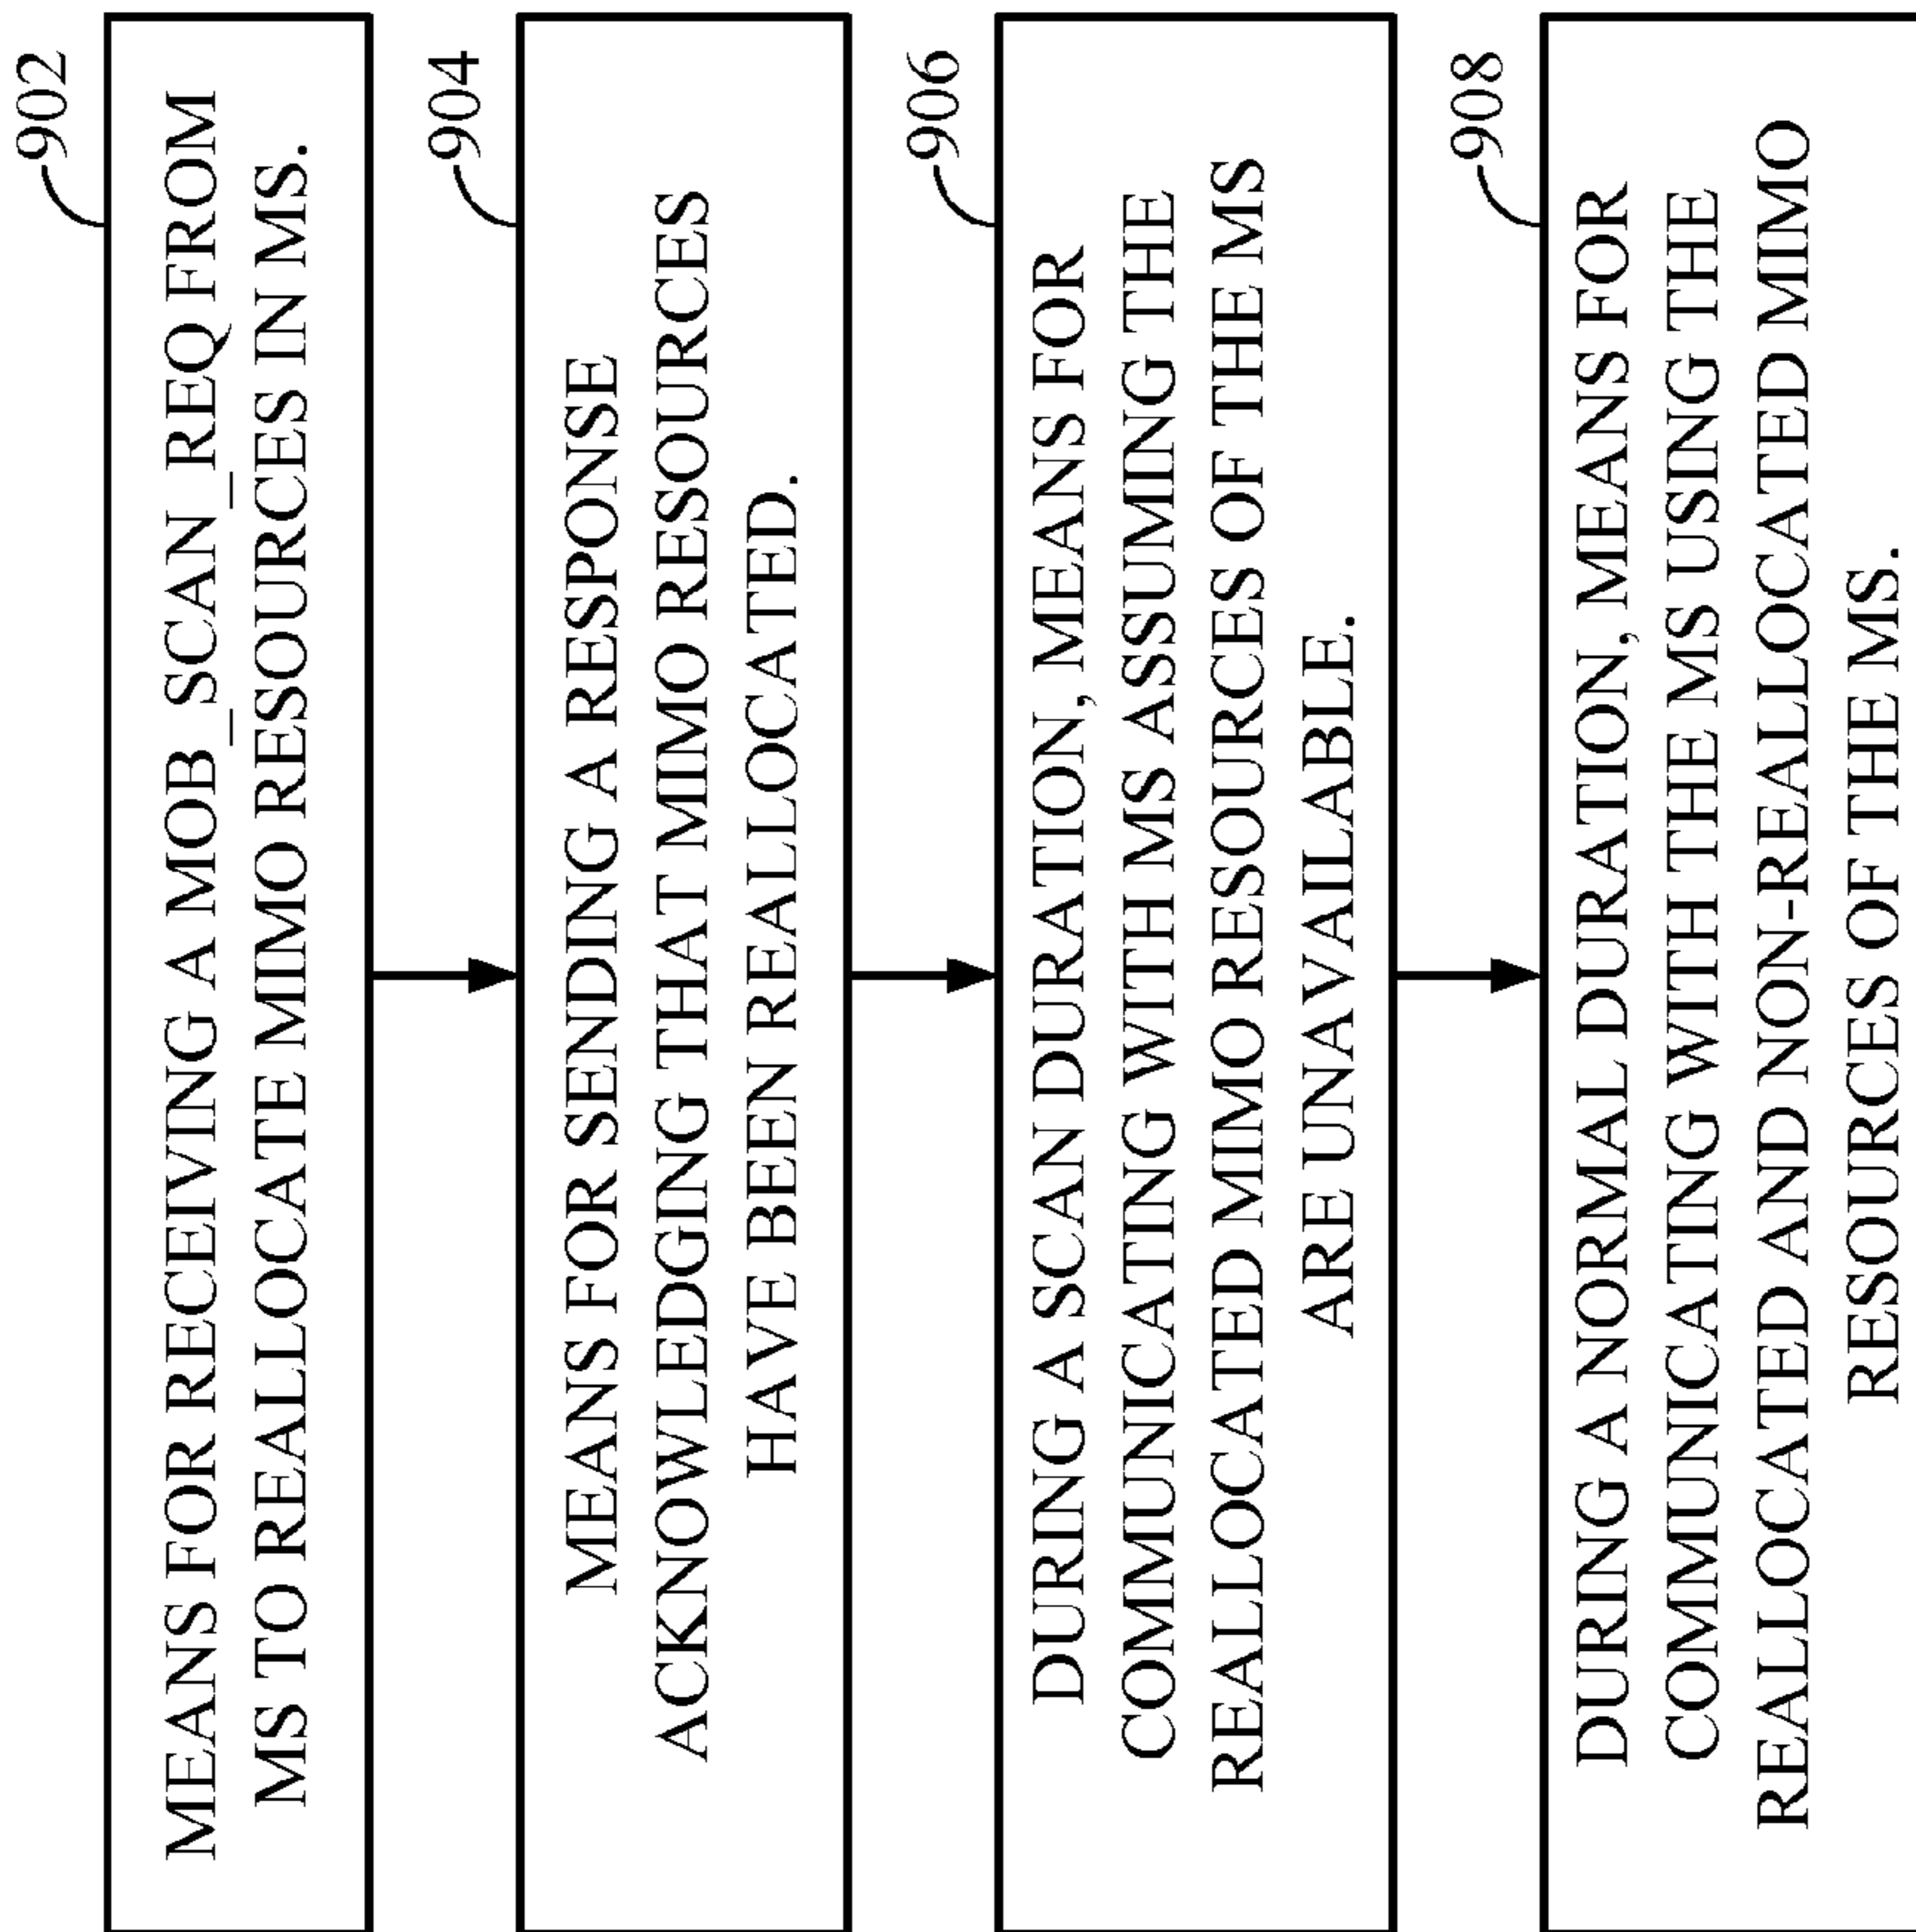 902
MEANS FOR RECEIVING A MOB_SCAN_REQ FROM
MS TO REALLOCATE MIMO RESOURCES IN MS.
904
MEANS FOR SENDING A RESPONSE
ACKNOWLEDGING THAT MIMO RESOURCES
HAVE BEEN REALLOCATED.
906
DURING A SCAN DURATION, MEANS FOR
COMMUNICATING WITH MS ASSUMING THE
REALLOCATED MIMO RESOURCES OF THE MS
ARE UNAVAILABLE.
908
DURING A NORMAL DURATION, MEANS FOR
COMMUNICATING WITH THE MS USING THE
REALLOCATED AND NON-REALLOCATED MIMO
RESOURCES OF THE MS.